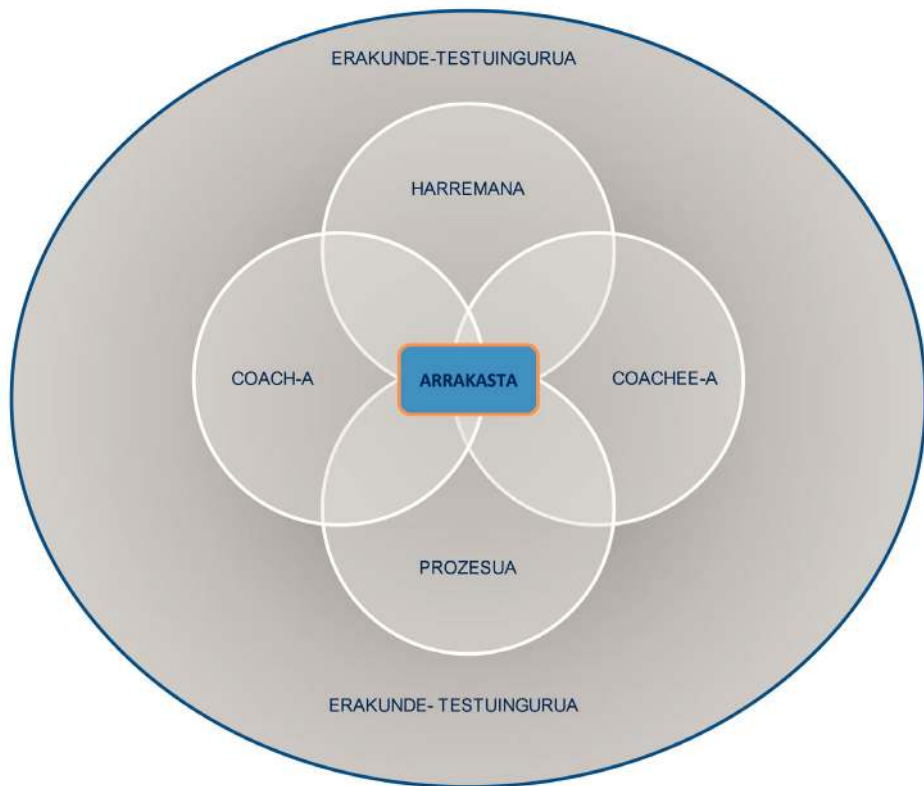 ERAKUNDE-TESTUINGURUA
HARREMANA
COACH-A
ARRAKASTA
COACHEE-A
PROZESUA
ERAKUNDE- TESTUINGURUA